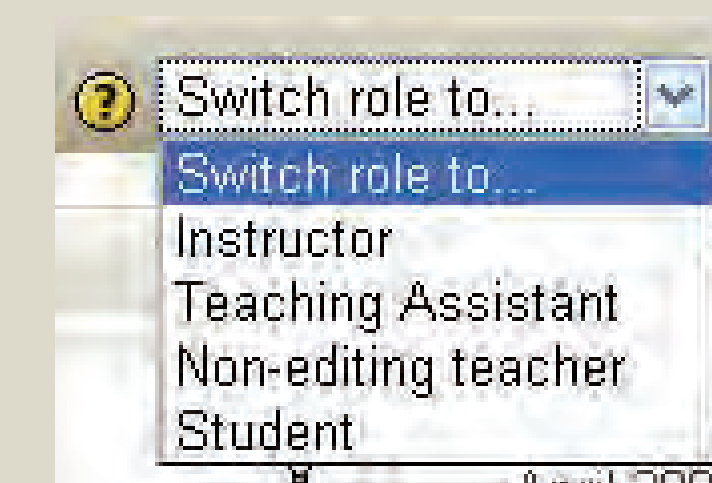 ? Switch role to...
Switch role to...
Instructor
Teaching Assistant
Non-editing teacher
Student